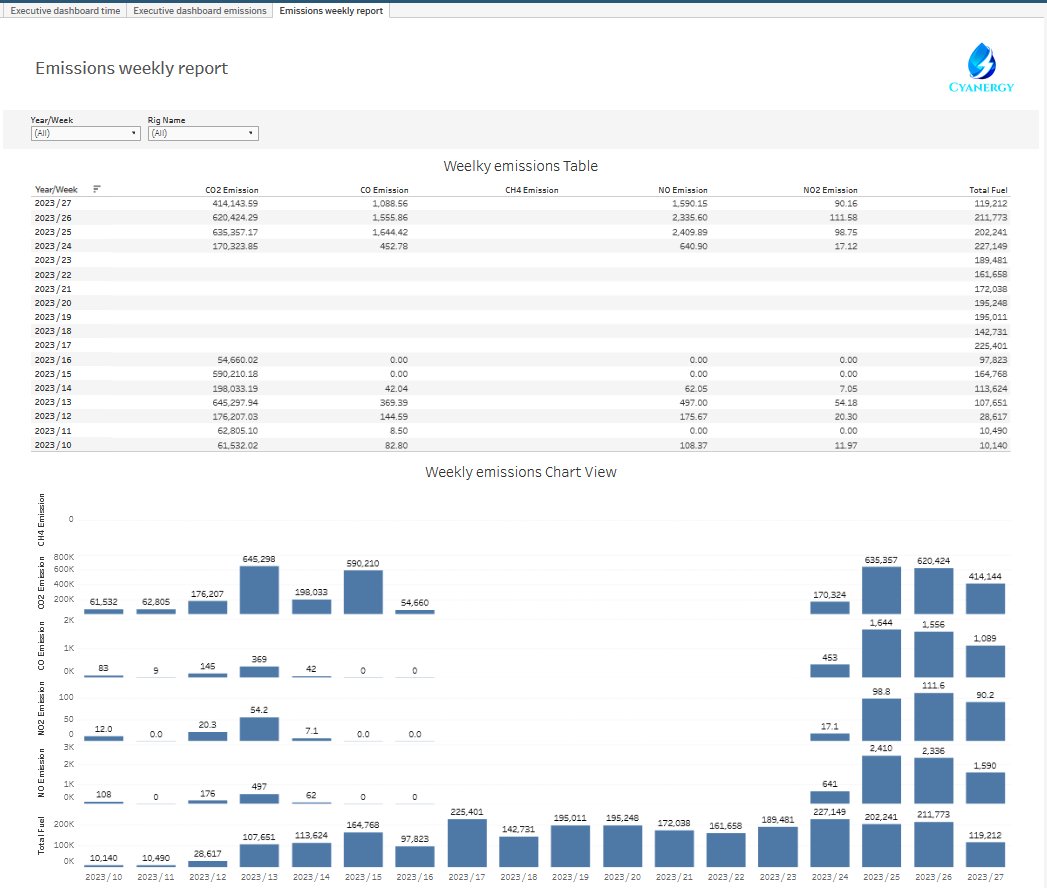 Executive dashboard time Executive dashboard emissions Emissions weekly report
Emissions weekly report
CYANERGY
Year/Week Rig Name
(All) (All)
Weelky emissions Table
Year/Week CO2 Emission CO Emission CH4 Emission NO Emission NO2 Emission Total Fuel
2023 / 27 414,143.59 1,088.56 1,590.15 90.16 119,212
2023 / 26 620,424.29 1,555.86 2,335.60 111.58 211,773
2023 / 25 635,357.17 1,644.42 2,409.89 98.75 202,241
2023 / 24 170,323.85 452.78 640.90 17.12 227,149
2023 / 23 189,481
2023 / 22 161,658
2023 / 21 172,038
2023 / 20 195,248
2023 / 19 195,011
2023 / 18 142,731
2023 / 17 225,401
2023 / 16 54,660.02 0.00 0.00 0.00 97,823
2023 / 15 590,210.18 0.00 0.00 0.00 164,768
2023 / 14 198,033.19 42.04 62.05 7.05 113,624
2023 / 13 645,297.94 369.39 497.00 54.18 107,651
2023 / 12 176,207.03 144.59 175.67 20.30 28,617
2023 / 11 62,805.10 8.50 0.00 0.00 10,490
2023 / 10 61,532.02 82.80 108.37 11.97 10,140
Weekly emissions Chart View
CH4 Emission
0
CO2 Emission
800K
600K
400K
200K
61,532 62,805 176,207 645,298 198,033 590,210 54,660 170,324 635,357 620,424 414,144
CO Emission
2K
1K
0K
83 9 145 369 42 0 0 453 1,644 1,556 1,089
NO2 Emission
100
50
0
12.0 0.0 20.3 54.2 7.1 0.0 0.0 17.1 98.8 111.6 90.2
NO Emission
3K
2K
1K
0K
108 0 176 497 62 0 0 641 2,410 2,336 1,590
Total Fuel
200K
100K
0K
10,140 10,490 28,617 107,651 113,624 164,768 97,823 225,401 142,731 195,011 195,248 172,038 161,658 189,481 227,149 202,241 211,773 119,212
2023 / 10 2023 / 11 2023 / 12 2023 / 13 2023 / 14 2023 / 15 2023 / 16 2023 / 17 2023 / 18 2023 / 19 2023 / 20 2023 / 21 2023 / 22 2023 / 23 2023 / 24 2023 / 25 2023 / 26 2023 / 27